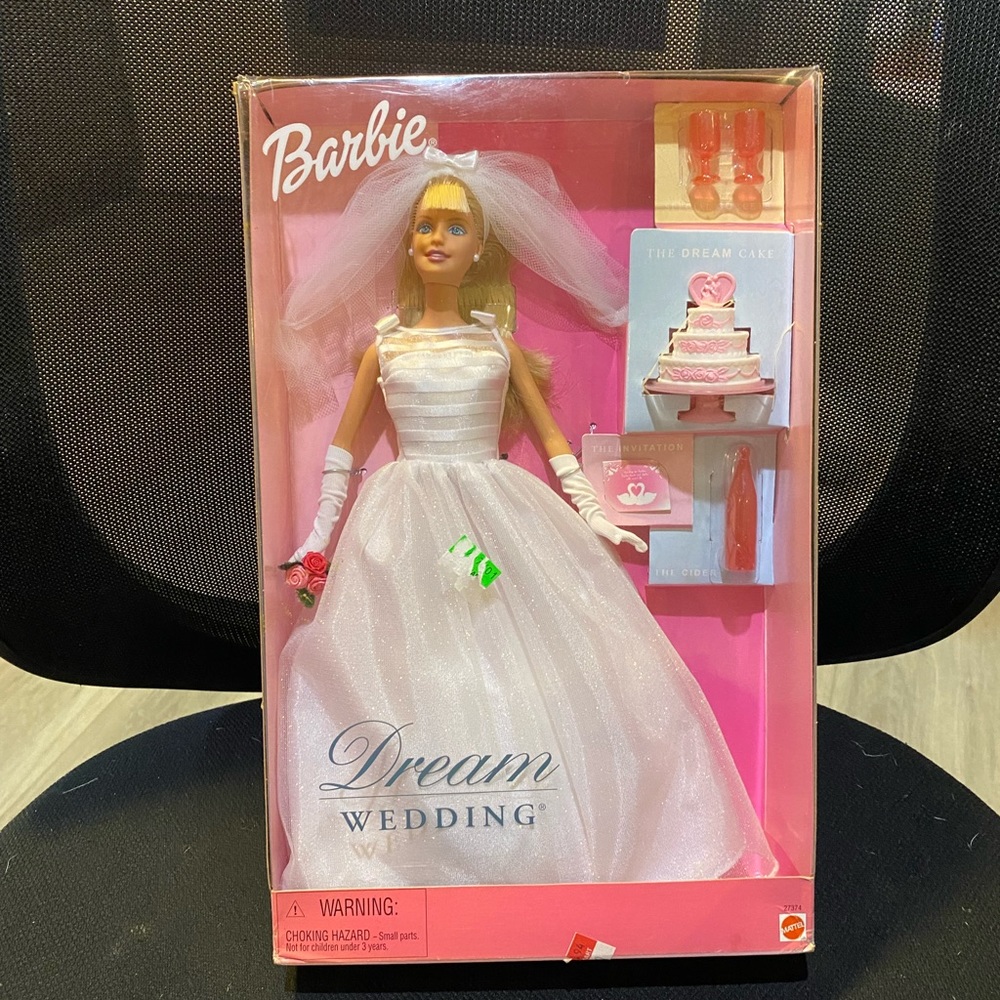 Barbie®
THE DREAM CAKE
THE INVITATION
THE CIDER
Dream
WEDDING®
WARNING:
CHOKING HAZARD – Small parts.
Not for children under 3 years.
27374
MATTEL
94